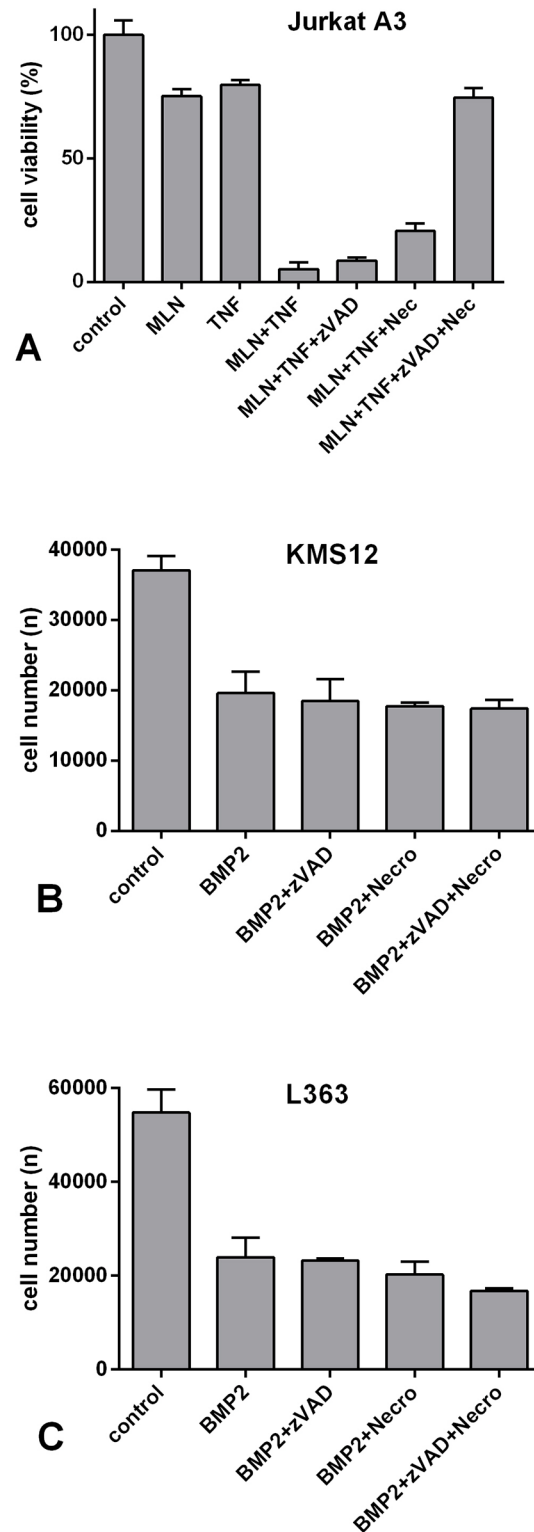 Jurkat A3
cell viability (%)
100
50
0
control
MLN
TNF
MLN+TNF
MLN+TNF+zVAD
MLN+TNF+Nec
MLN+TNF+zVAD+Nec
A
KMS12
cell number (n)
40000
30000
20000
10000
0
control
BMP2
BMP2+zVAD
BMP2+Necro
BMP2+zVAD+Necro
B
L363
cell number (n)
60000
40000
20000
0
control
BMP2
BMP2+zVAD
BMP2+Necro
BMP2+zVAD+Necro
C